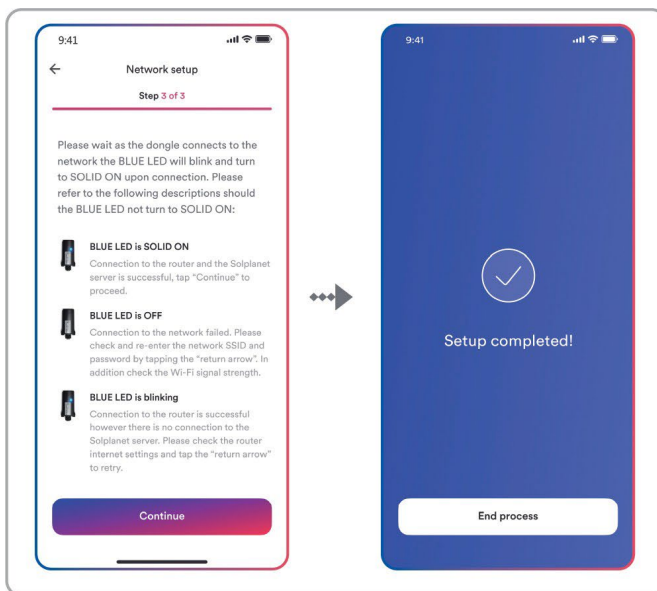 9:41
Network setup
Step 3 of 3
Please wait as the dongle connects to the
network the BLUE LED will blink and turn
to SOLID ON upon connection. Please
refer to the following descriptions should
the BLUE LED not turn to SOLID ON:
BLUE LED is SOLID ON
Connection to the router and the Solplanet
server is successful, tap “Continue” to
proceed.
BLUE LED is OFF
Connection to the network failed. Please
check and re-enter the network SSID and
password by tapping the “return arrow”. In
addition check the Wi-Fi signal strength.
BLUE LED is blinking
Connection to the router is successful
however there is no connection to the
Solplanet server. Please check the router
internet settings and tap the “return arrow”
to retry.
Continue
9:41
Setup completed!
End process